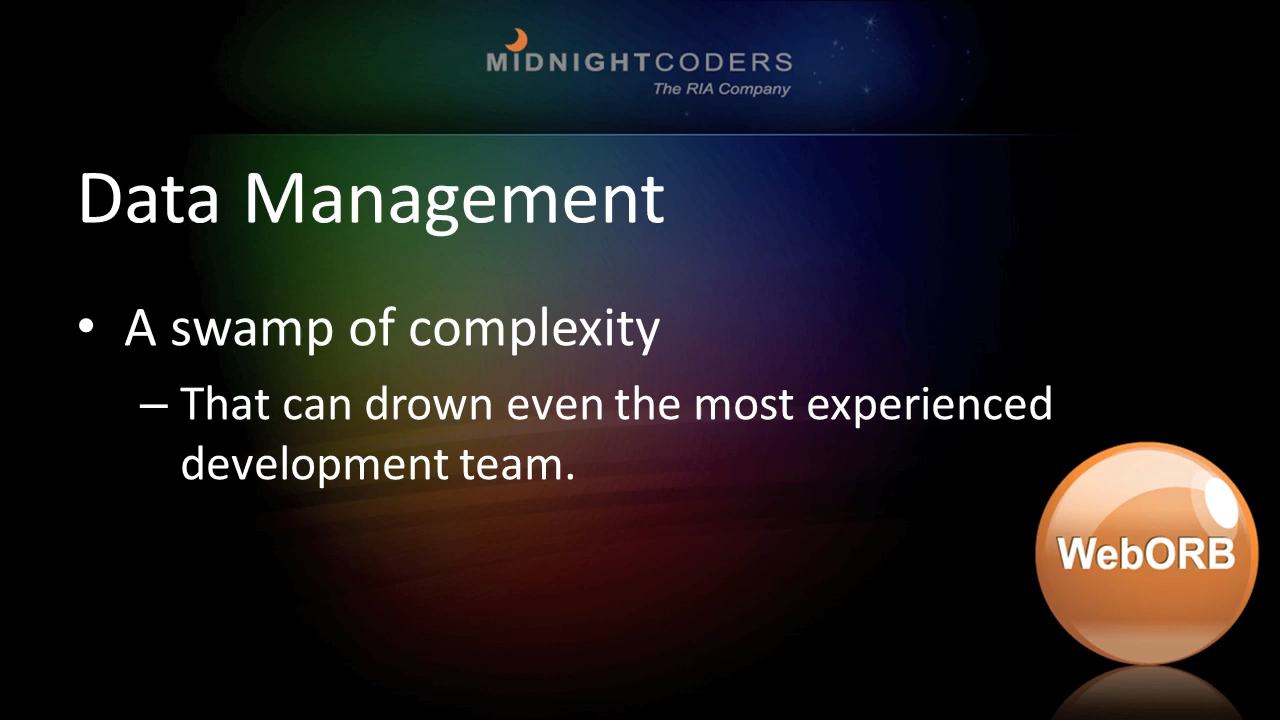 MIDNIGHTCODERS
The RIA Company
Data Management
• A swamp of complexity
– That can drown even the most experienced
development team.
WebORB